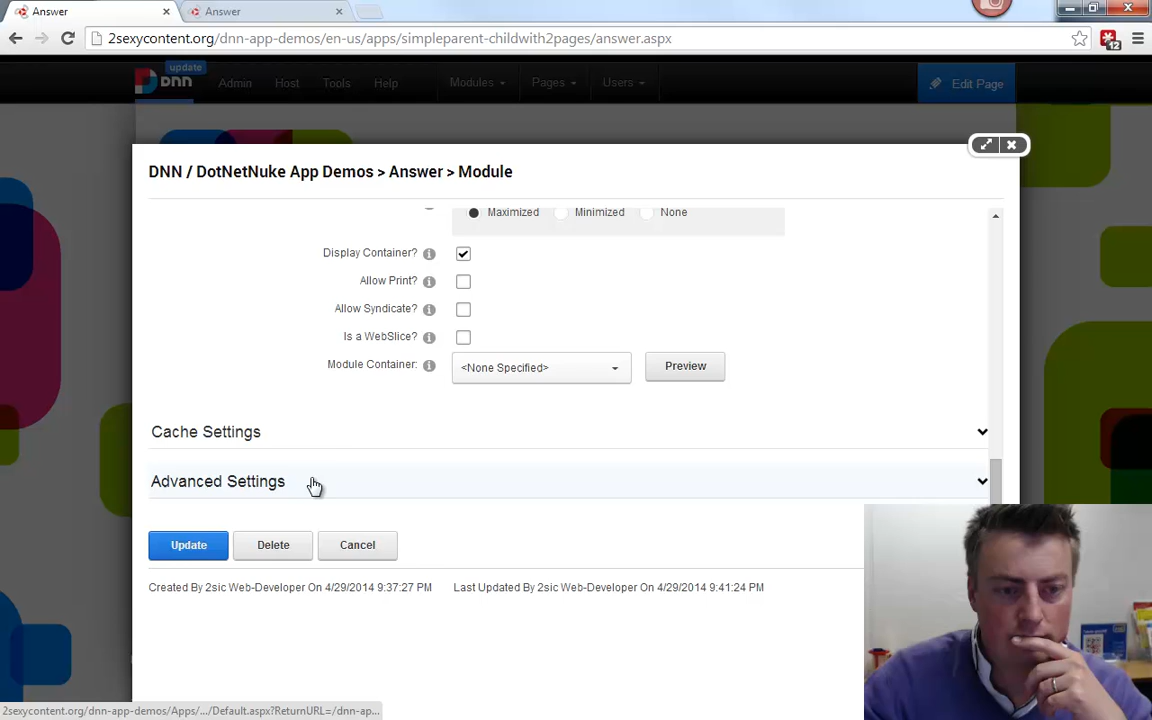 Answer
Answer
2sexycontent.org/dnn-app-demos/en-us/apps/simpleparent-childwith2pages/answer.aspx
12
update
DNN
Admin
Host
Tools
Help
Modules
Pages
Users
Edit Page
DNN / DotNetNuke App Demos > Answer > Module
Maximized
Minimized
None
Display Container?
Allow Print?
Allow Syndicate?
Is a WebSlice?
Module Container:
<None Specified>
Preview
Cache Settings
Advanced Settings
Update
Delete
Cancel
Created By 2sic Web-Developer On 4/29/2014 9:37:27 PM
Last Updated By 2sic Web-Developer On 4/29/2014 9:41:24 PM
2sexycontent.org/dnn-app-demos/Apps/.../Default.aspx?ReturnURL=/dnn-ap...